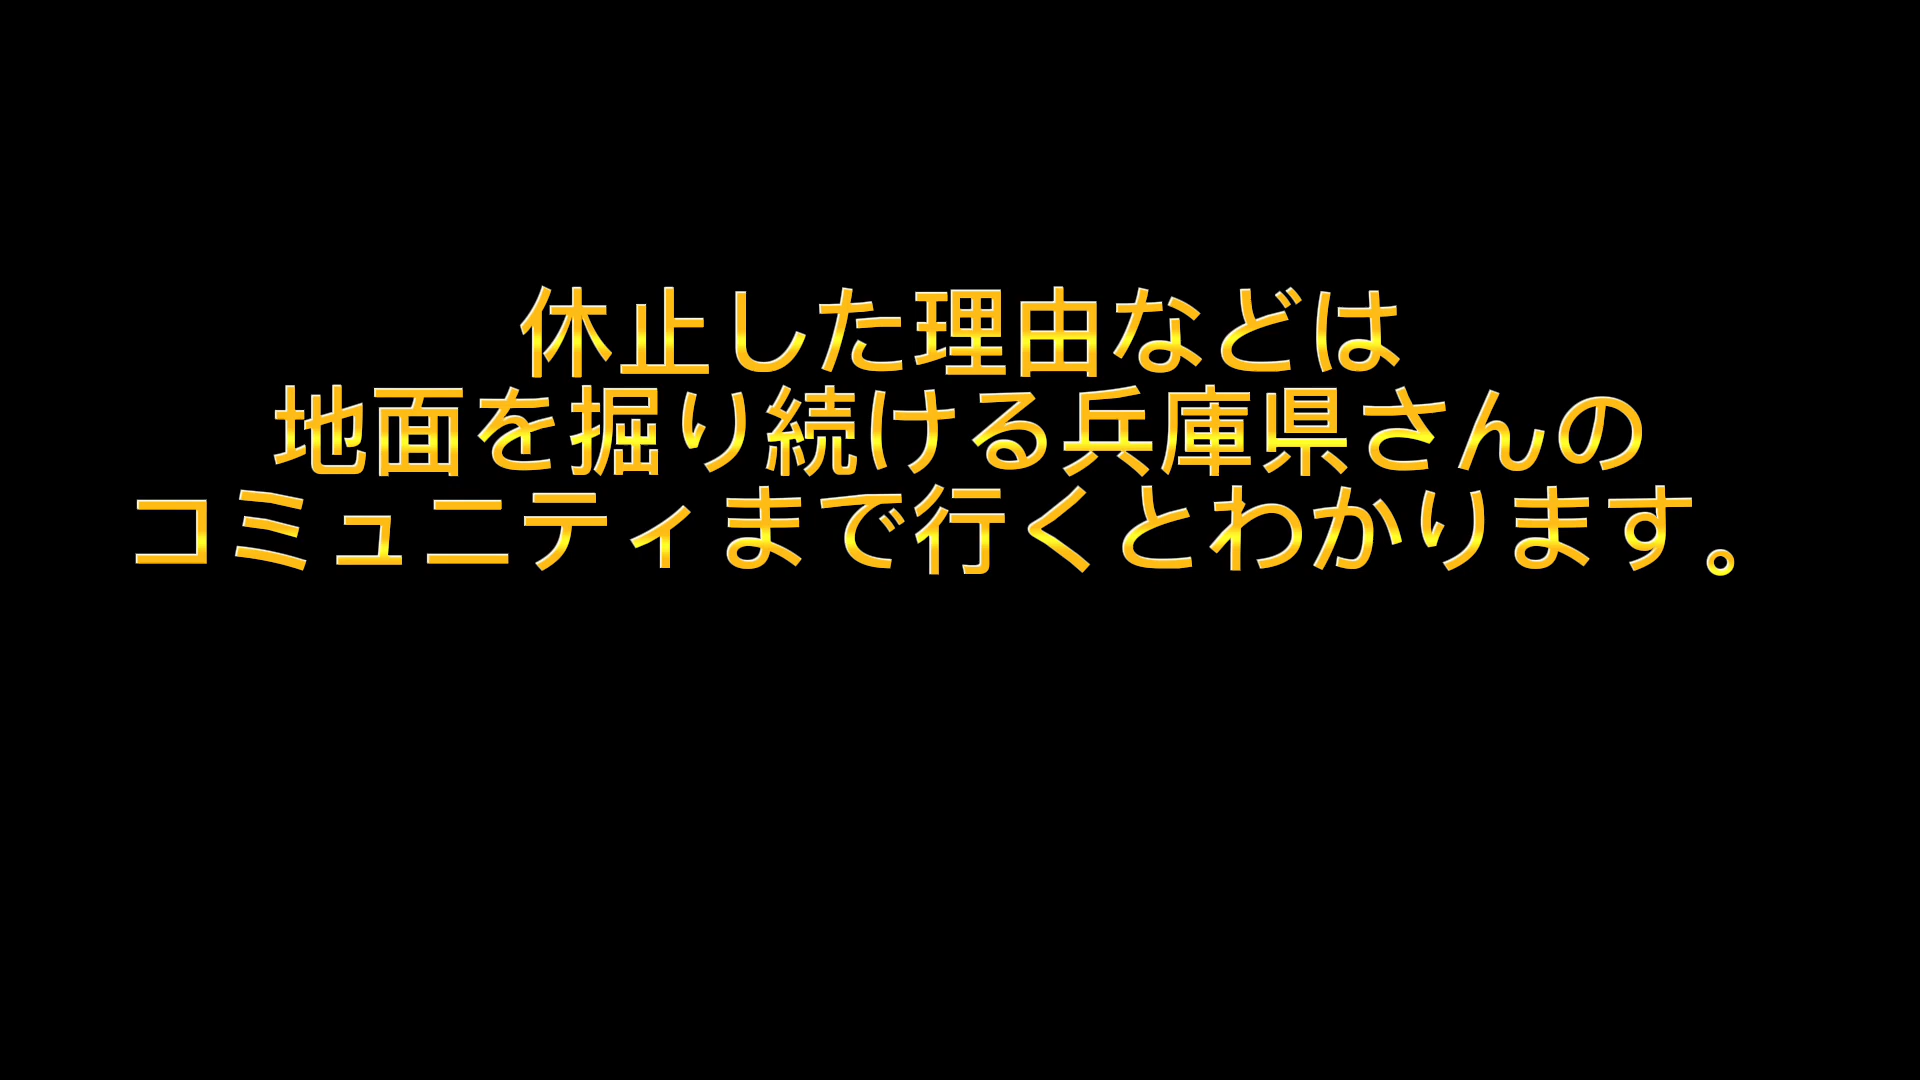 休止した理由などは
地面を掘り続ける兵庫県さんの
コミュニティまで行くとわかります。